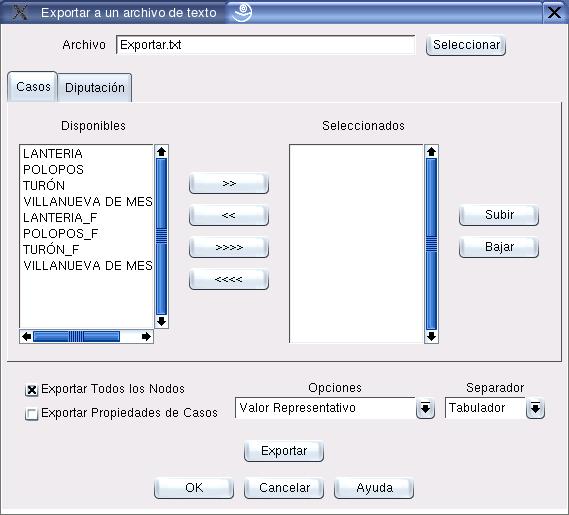 Exportar a un archivo de texto
Archivo Exportar.txt Seleccionar
Casos Diputación
Disponibles Seleccionados
LANTERIA
POLOPOS
TURÓN
VILLANUEVA DE MES
LANTERIA_F
POLOPOS_F
TURÓN_F
VILLANUEVA DE MES
>>
<<
>>>>
<<<<
Subir
Bajar
Exportar Todos los Nodos
Exportar Propiedades de Casos
Opciones
Valor Representativo
Separador
Tabulador
Exportar
OK Cancelar Ayuda